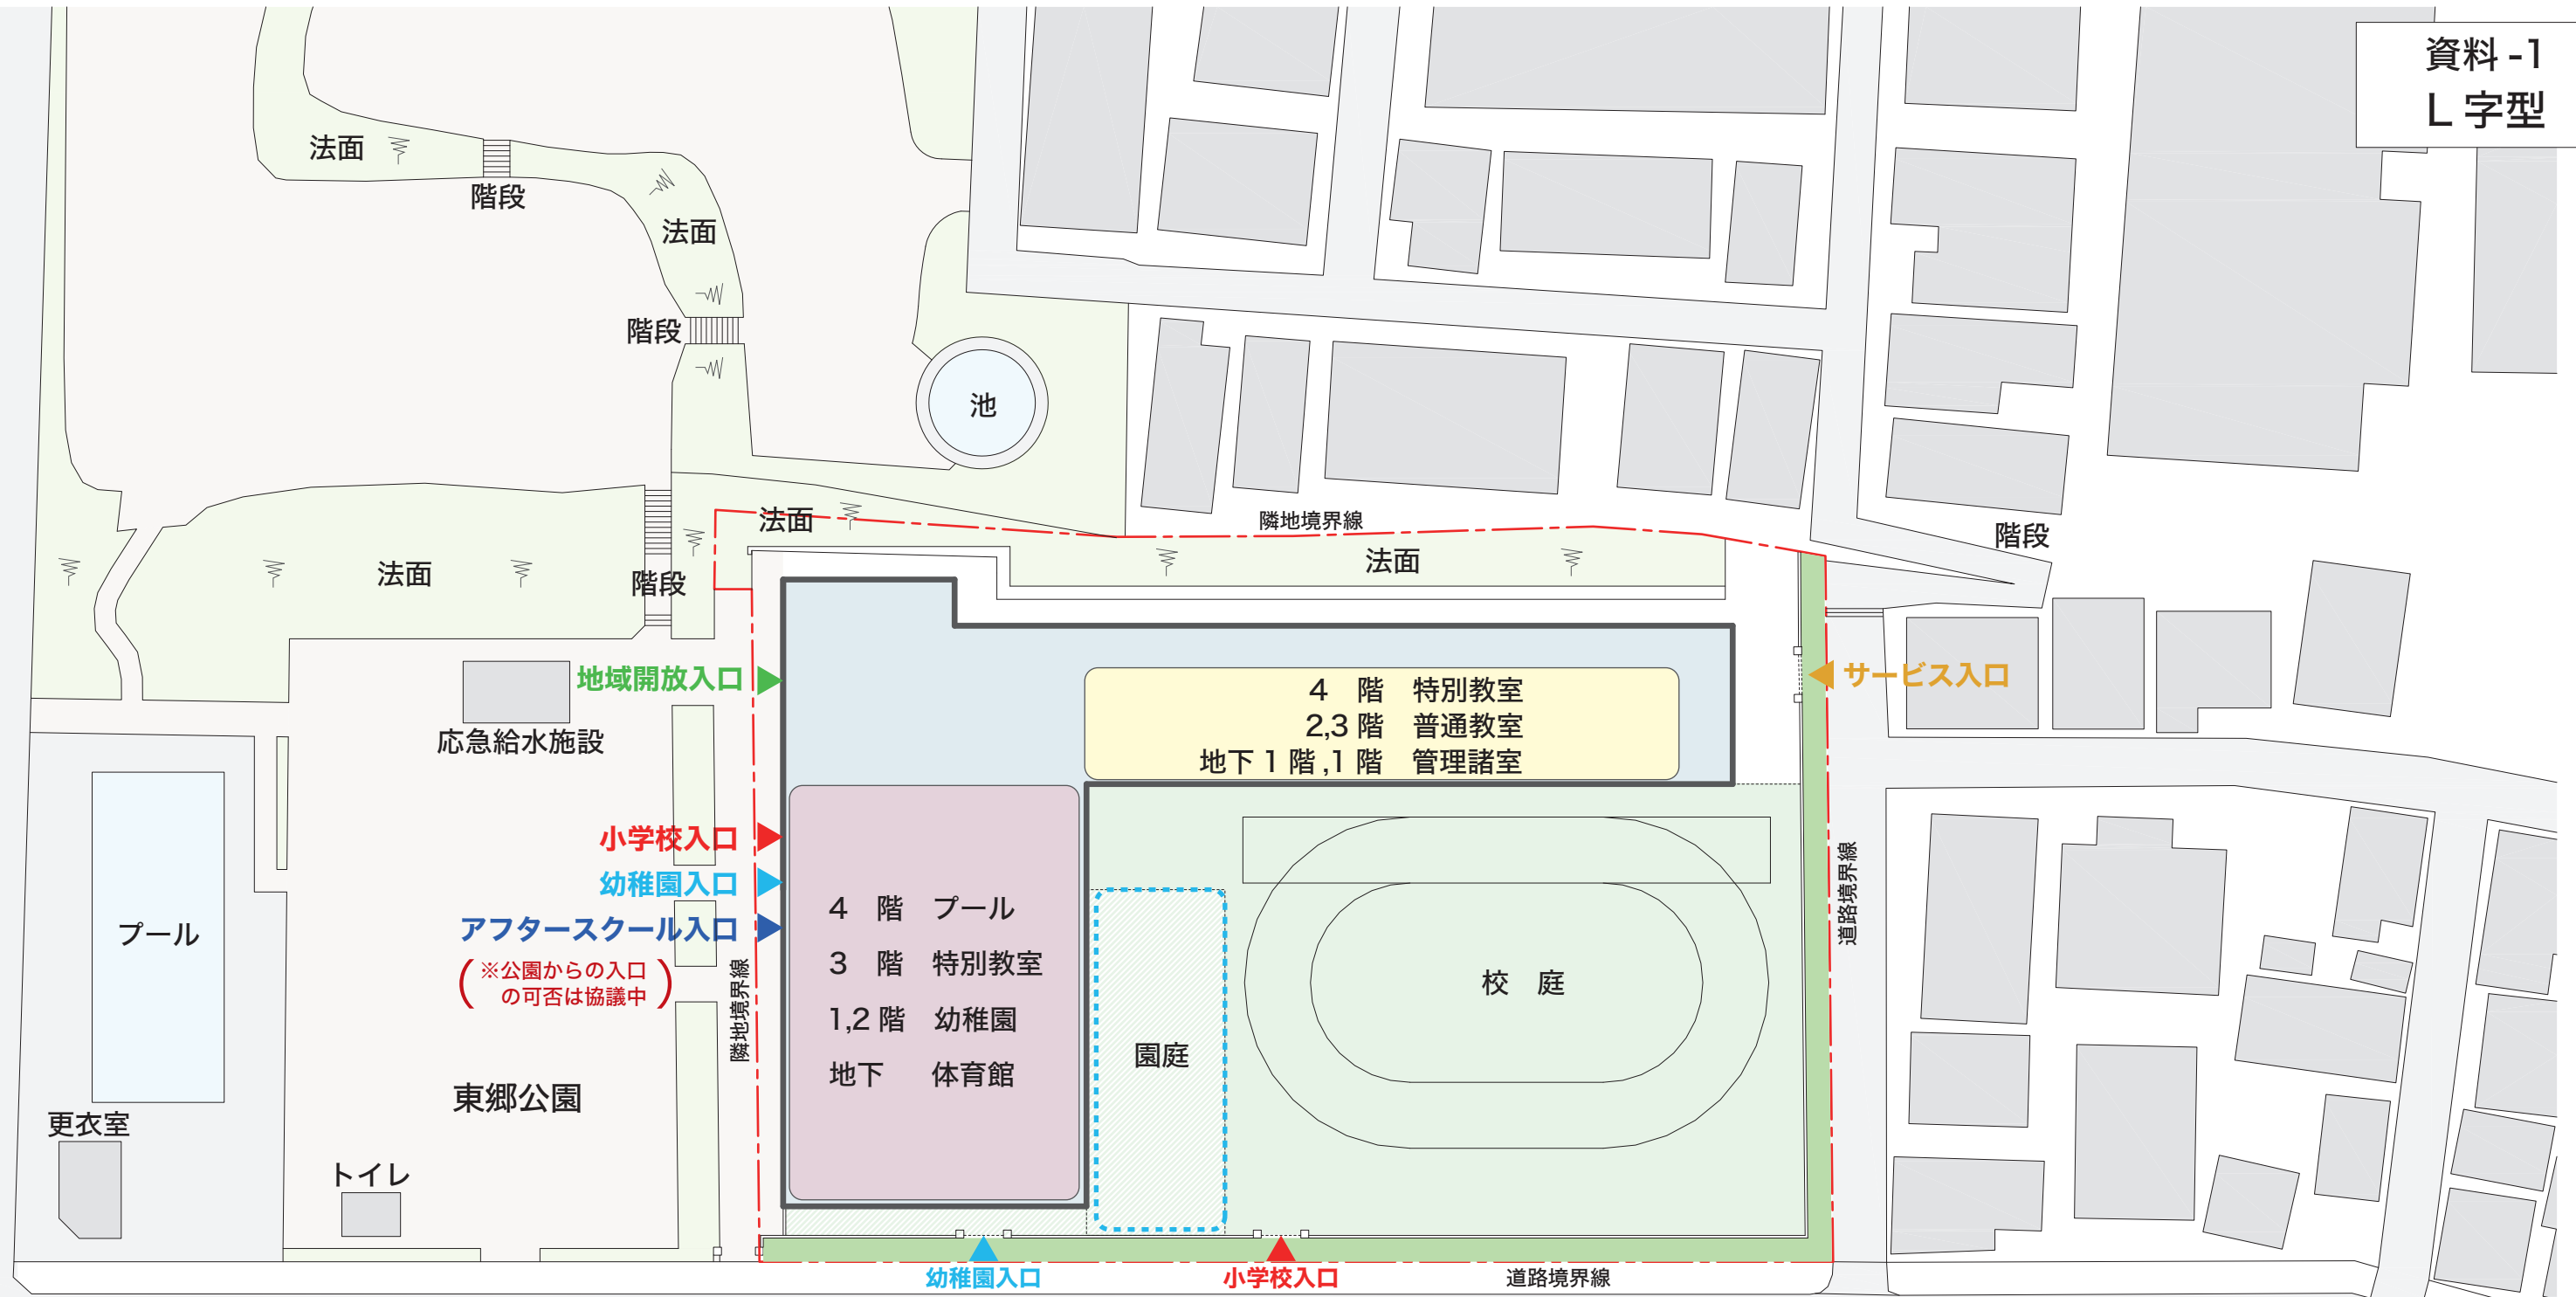 資料 -1
L 字型
法面
階段
法面
階段
池
法面
隣地境界線
階段
法面
法面
階段
地域開放入口
サービス入口
4　階　特別教室
2,3 階　普通教室
地下 1 階 ,1 階　管理諸室
応急給水施設
小学校入口
幼稚園入口
アフタースクール入口
(※公園からの入口
の可否は協議中)
隣地境界線
道路境界線
プール
4　階　プール
3　階　特別教室
1,2 階　幼稚園
地下　体育館
校　庭
園庭
東郷公園
更衣室
トイレ
幼稚園入口
小学校入口
道路境界線